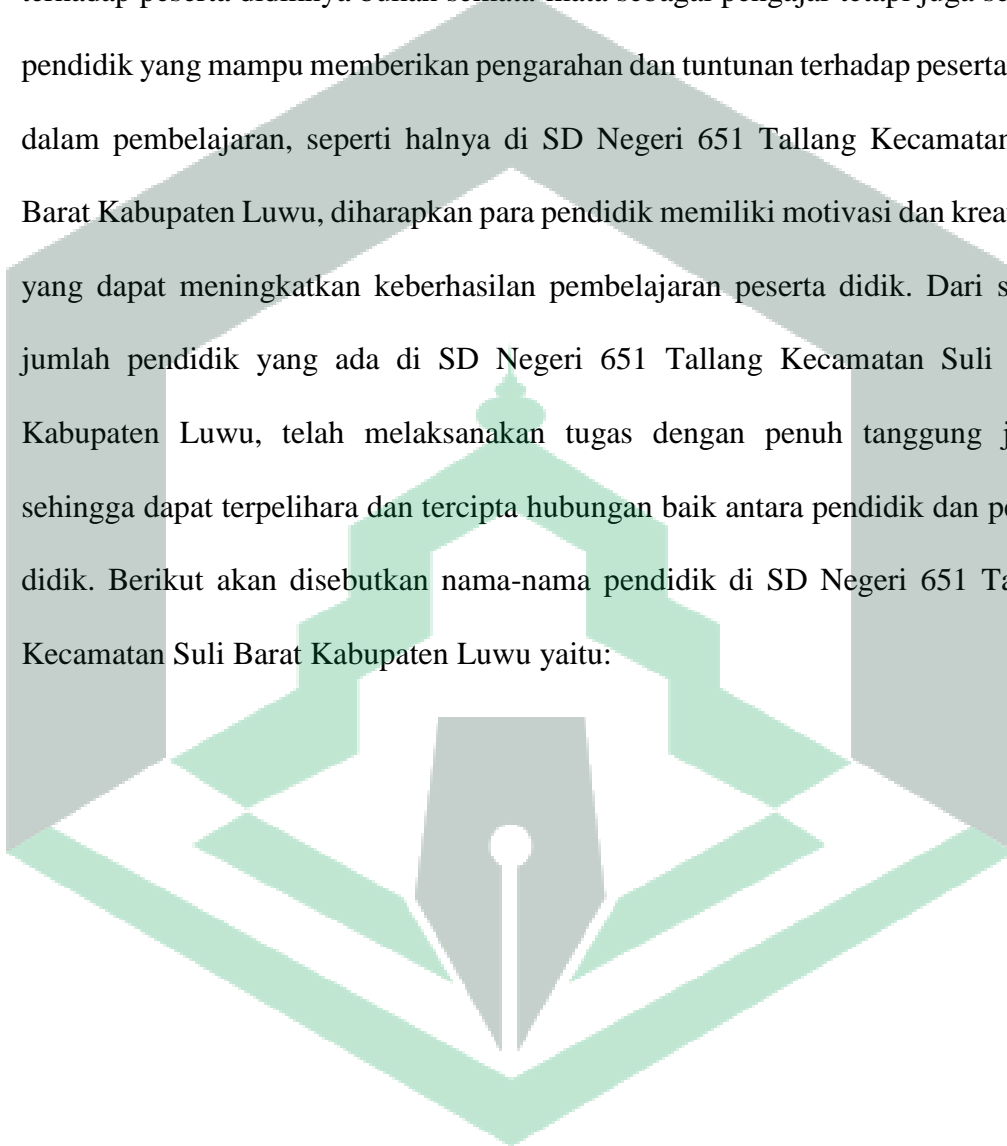 pendidik yang mampu memberikan pengarahan dan tuntunan terhadap peserta
dalam pembelajaran, seperti halnya di SD Negeri 651 Tallang Kecamatan
Barat Kabupaten Luwu, diharapkan para pendidik memiliki motivasi dan
yang dapat meningkatkan keberhasilan pembelajaran peserta didik. Dari
jumlah pendidik yang ada di SD Negeri 651 Tallang Kecamatan Suli
Kabupaten Luwu, telah melaksanakan tugas dengan penuh tanggung
sehingga dapat terpelihara dan tercipta hubungan baik antara pendidik dan
didik. Berikut akan disebutkan nama-nama pendidik di SD Negeri 651
Kecamatan Suli Barat Kabupaten Luwu yaitu: